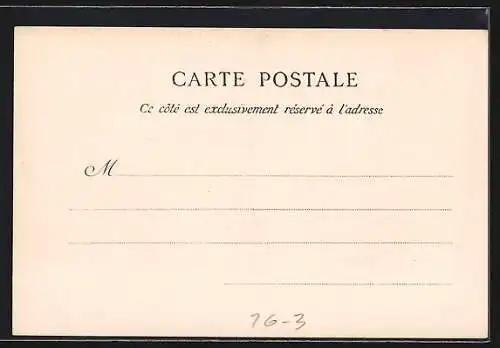 CARTE POSTALE
Ce côté est exclusivement réservé à l'adresse
M
76-3